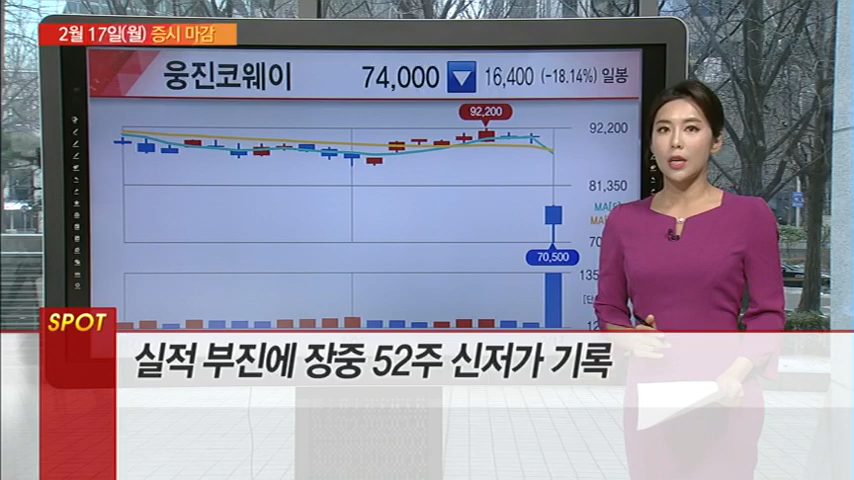 2월 17일(월) 증시 마감
웅진코웨이 74,000 ▼ 16,400 (-18.14%) 일봉
92,200
92,200
81,350
MA[5]
70,500
SPOT
실적 부진에 장중 52주 신저가 기록